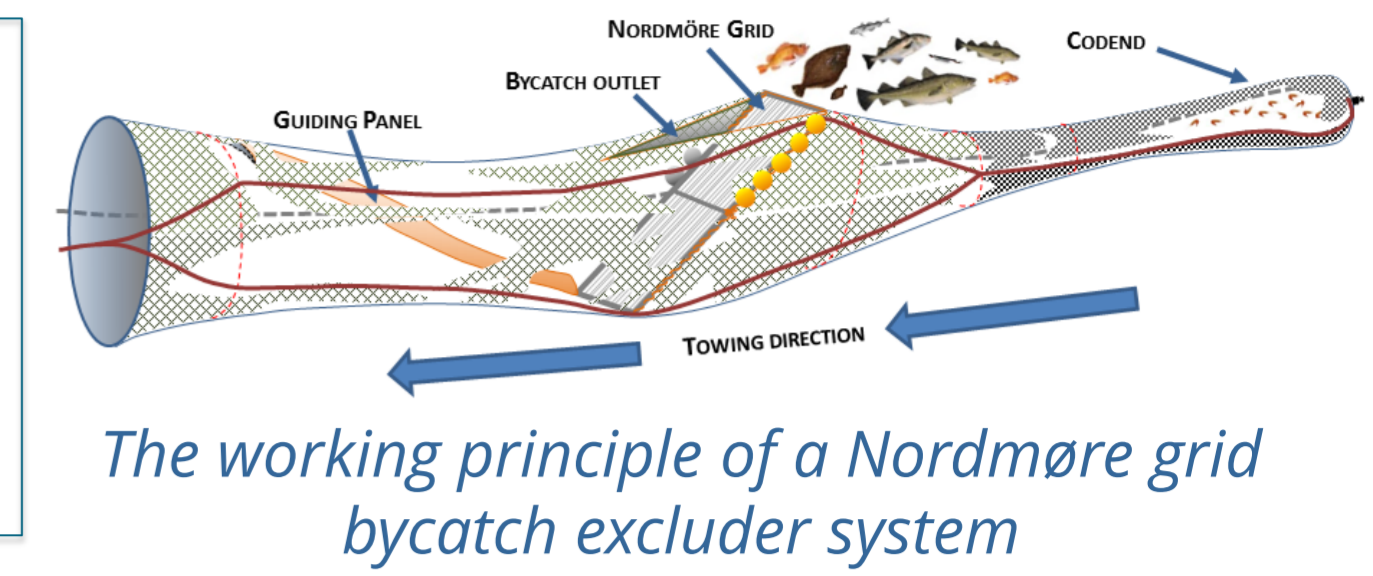 NORDMÖRE GRID
CODEND
BYCATCH OUTLET
GUIDING PANEL
TOWING DIRECTION
The working principle of a Nordmøre grid
bycatch excluder system